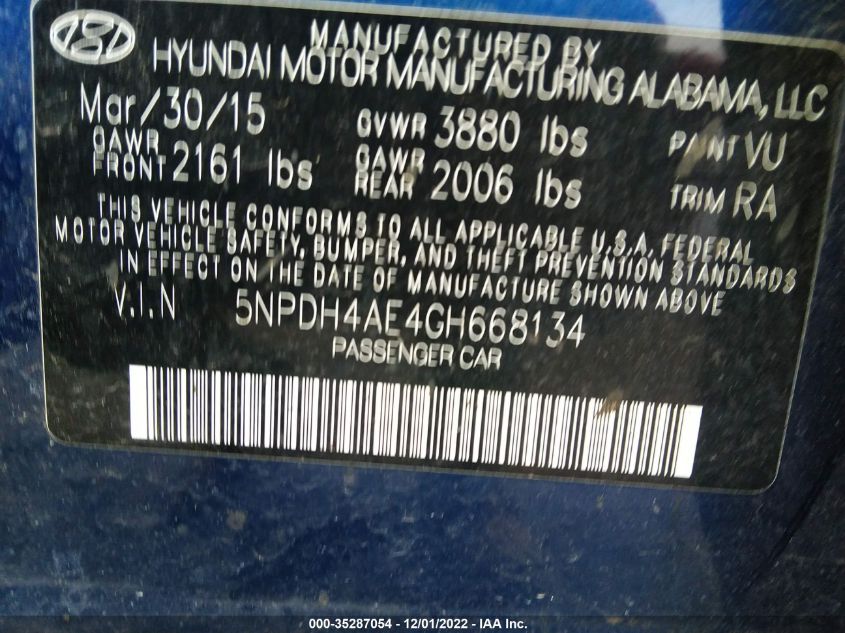 MANUFACTURED BY
HYUNDAI MOTOR MANUFACTURING ALABAMA, LLC
Mar/30/15 GVWR 3880 lbs PAINT VU
GAWR FRONT 2161 lbs GAWR REAR 2006 lbs TRIM RA
THIS VEHICLE CONFORMS TO ALL APPLICABLE U.S.A. FEDERAL
MOTOR VEHICLE SAFETY, BUMPER, AND THEFT PREVENTION STANDARDS
IN EFFECT ON THE DATE OF MANUFACTURE SHOWN ABOVE
V.I.N 5NPDH4AE4GH668134
PASSENGER CAR
000-35287054 - 12/01/2022 - IAA Inc.